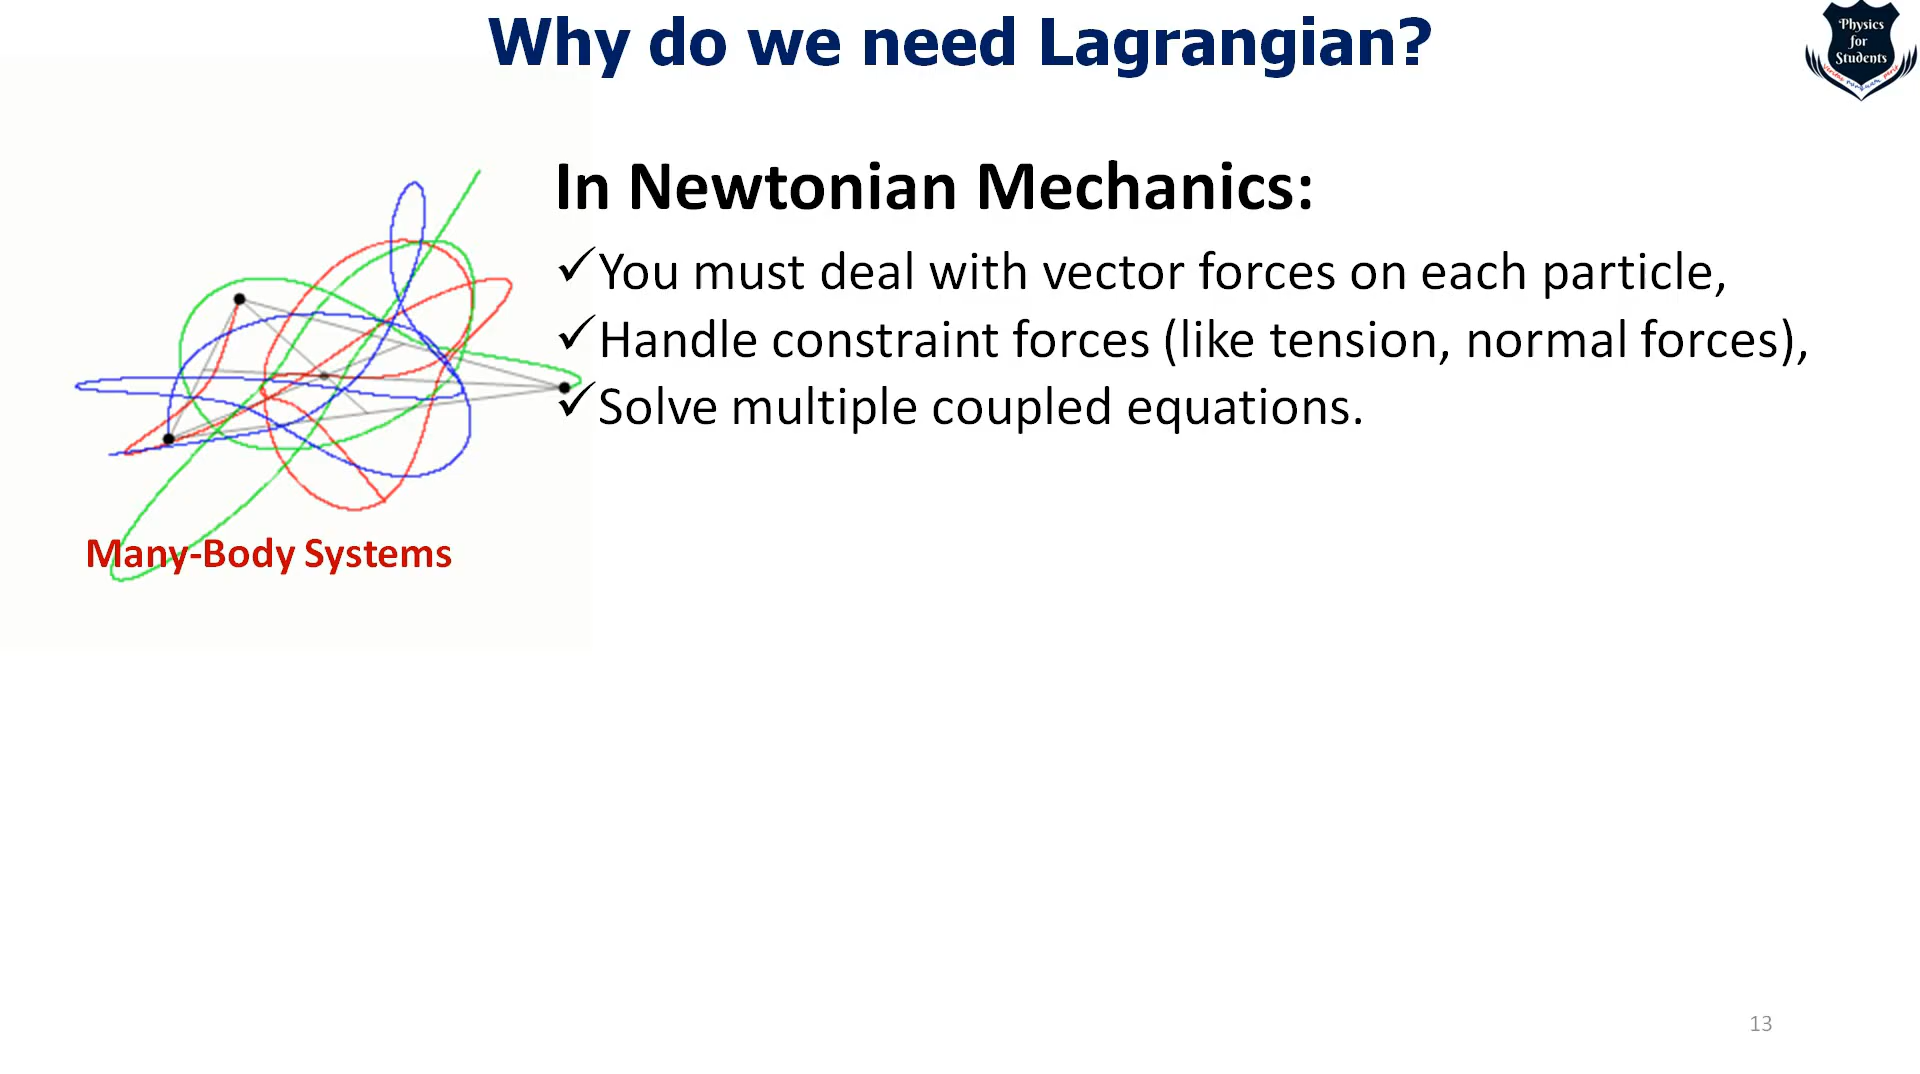 Why do we need Lagrangian?
Physics
for
Students
In Newtonian Mechanics:
✓You must deal with vector forces on each particle,
✓Handle constraint forces (like tension, normal forces),
✓Solve multiple coupled equations.
Many-Body Systems
13